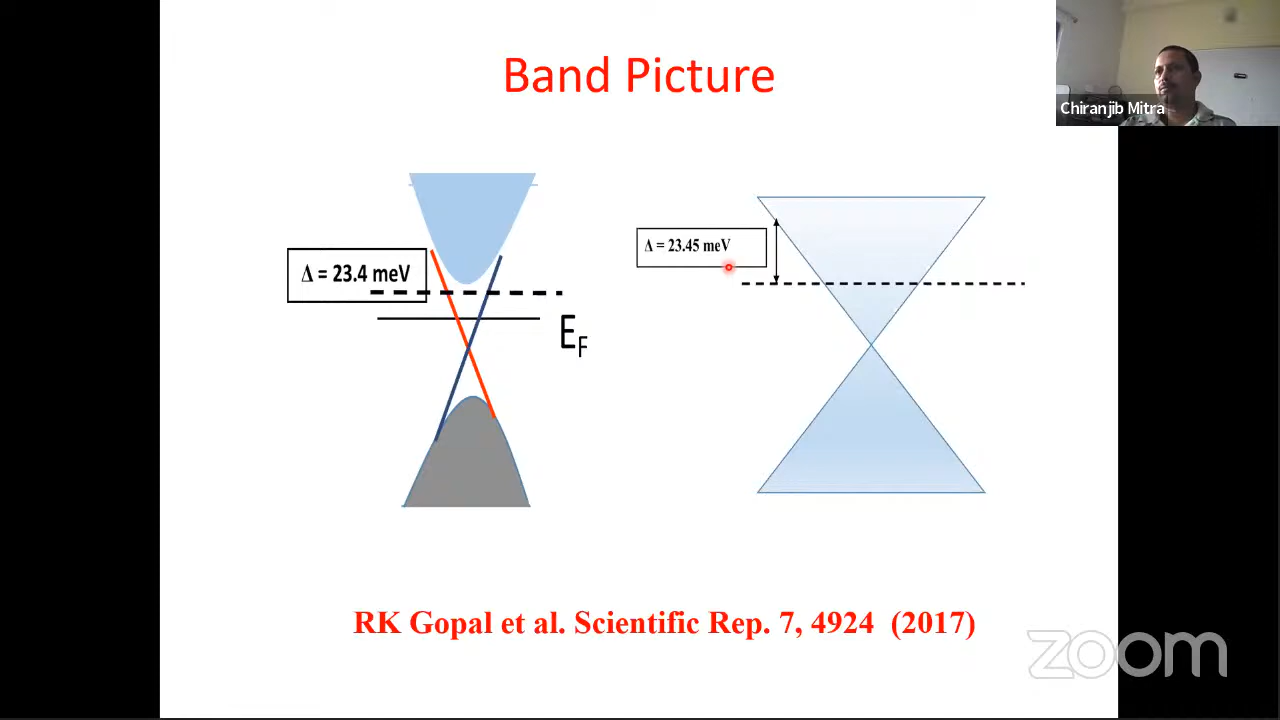 Band Picture
Chiranjib Mitra
Δ = 23.4 meV
E_F
Δ = 23.45 meV
RK Gopal et al. Scientific Rep. 7, 4924 (2017)
zoom